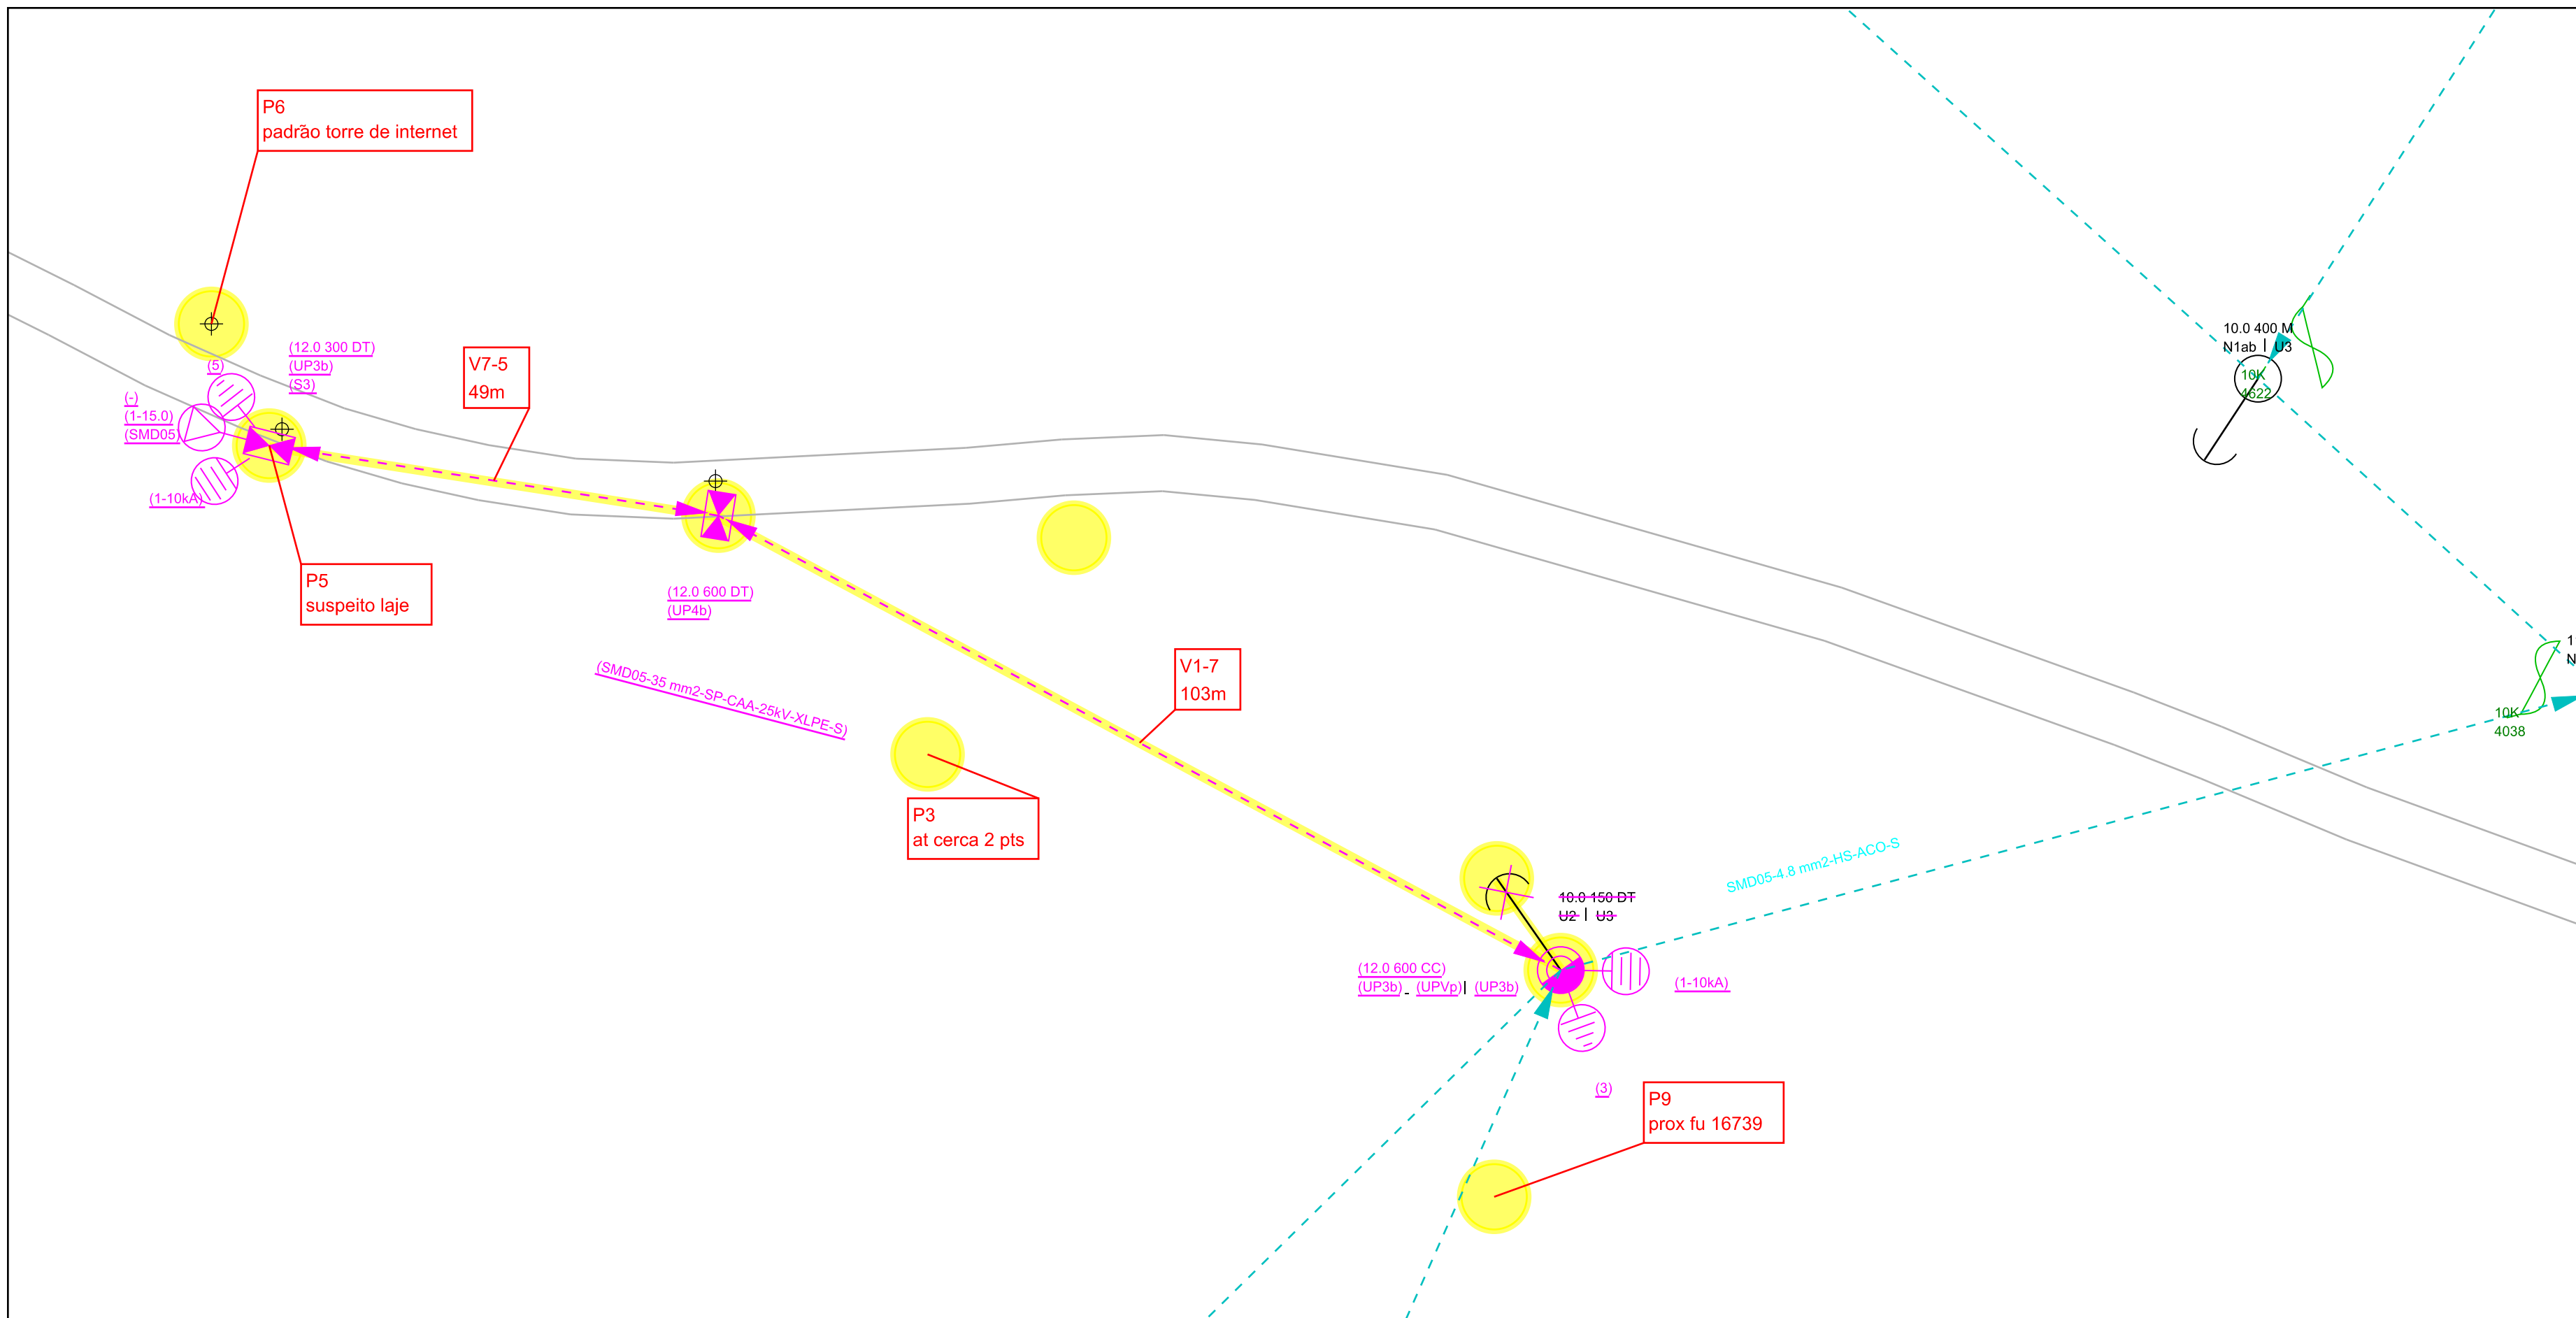 P6
padrão torre de internet
(12.0 300 DT)
(UP3b)
(S3)
(5)
(-)
(1-15.0)
(SMD05)
(1-10kA)
V7-5
49m
P5
suspeito laje
(12.0 600 DT)
(UP4b)
(SMD05-35 mm2-SP-CAA-25kV-XLPE-S)
V1-7
103m
P3
at cerca 2 pts
10.0 400 M
N1ab | U3
10K
4622
1
N
10K
4038
SMD05-4.8 mm2-HS-ACO-S
10.0 150 DT
U2 | U3
(12.0 600 CC)
(UP3b)_ (UPVp)| (UP3b)
(1-10kA)
(3)
P9
prox fu 16739